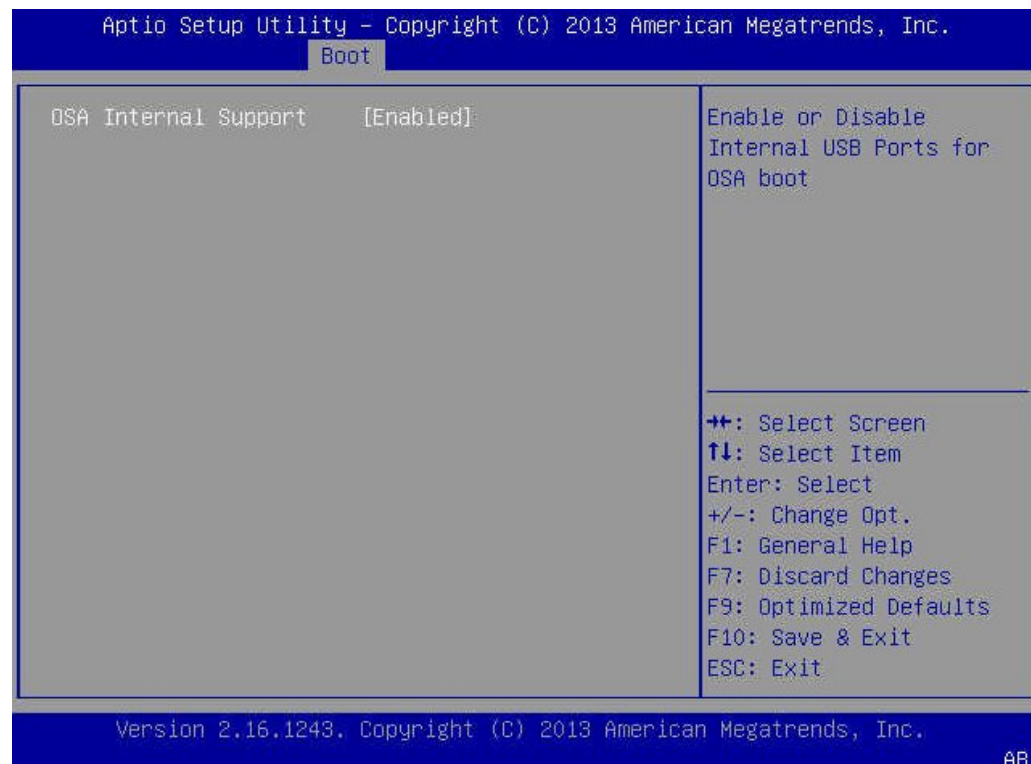 Aptio Setup Utility – Copyright (C) 2013 American Megatrends, Inc.
Boot
OSA Internal Support [Enabled]
Enable or Disable
Internal USB Ports for
OSA boot
→←: Select Screen
↑↓: Select Item
Enter: Select
+/-: Change Opt.
F1: General Help
F7: Discard Changes
F9: Optimized Defaults
F10: Save & Exit
ESC: Exit
Version 2.16.1243. Copyright (C) 2013 American Megatrends, Inc.
AB